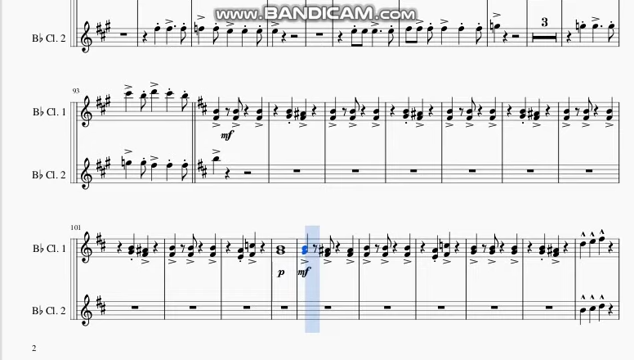 www.BANDICAM.com
B♭ Cl. 2
3
93
B♭ Cl. 1
mf
B♭ Cl. 2
101
B♭ Cl. 1
p mf
B♭ Cl. 2
2